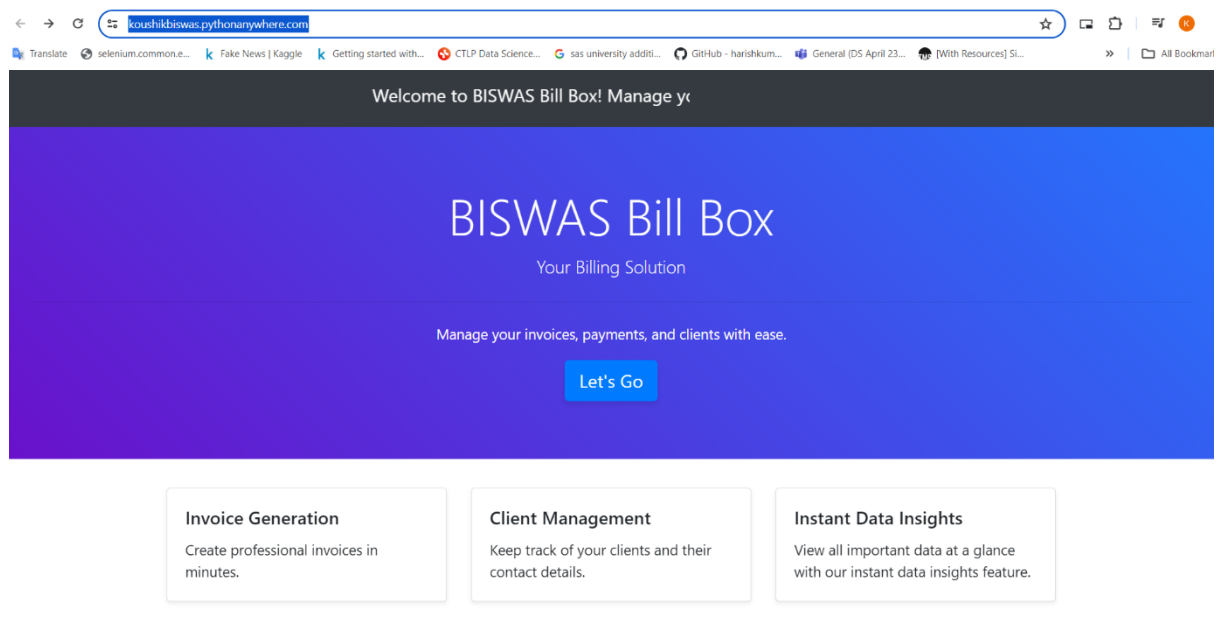 koushikbiswas.pythonanywhere.com
K
Translate selenium.common.e... Fake News | Kaggle Getting started with... CTLP Data Science... sas university additi... GitHub - harishkum... General (DS April 23... [With Resources] Si... » All Bookmark
Welcome to BISWAS Bill Box! Manage
BISWAS Bill Box
Your Billing Solution
Manage your invoices, payments, and clients with ease.
Let's Go
Invoice Generation
Create professional invoices in
minutes.
Client Management
Keep track of your clients and their
contact details.
Instant Data Insights
View all important data at a glance
with our instant data insights feature.